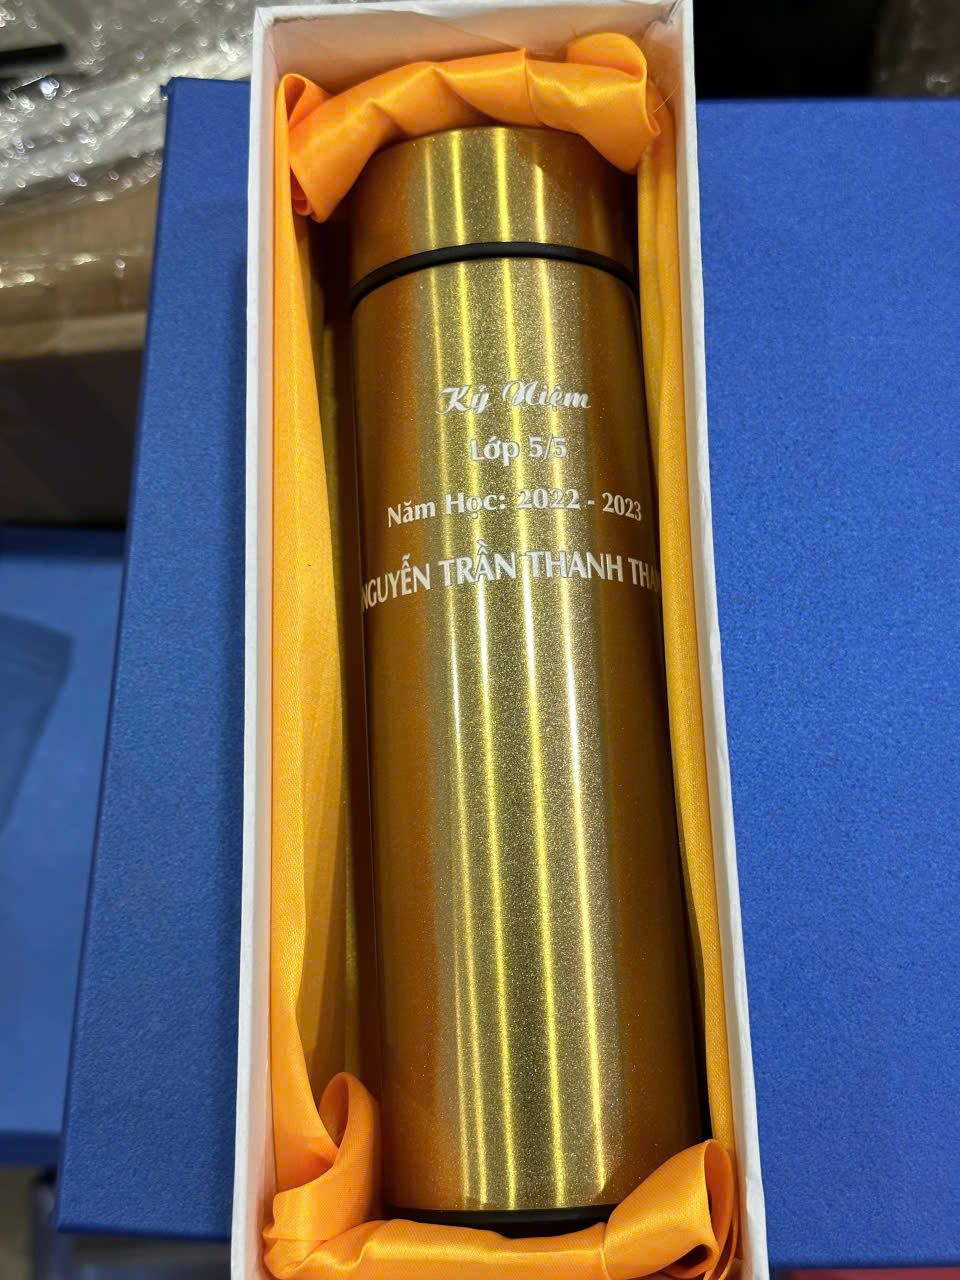 Kỷ Niệm
Lớp 5/5
Năm Học: 2022 - 2023
NGUYỄN TRẦN THANH